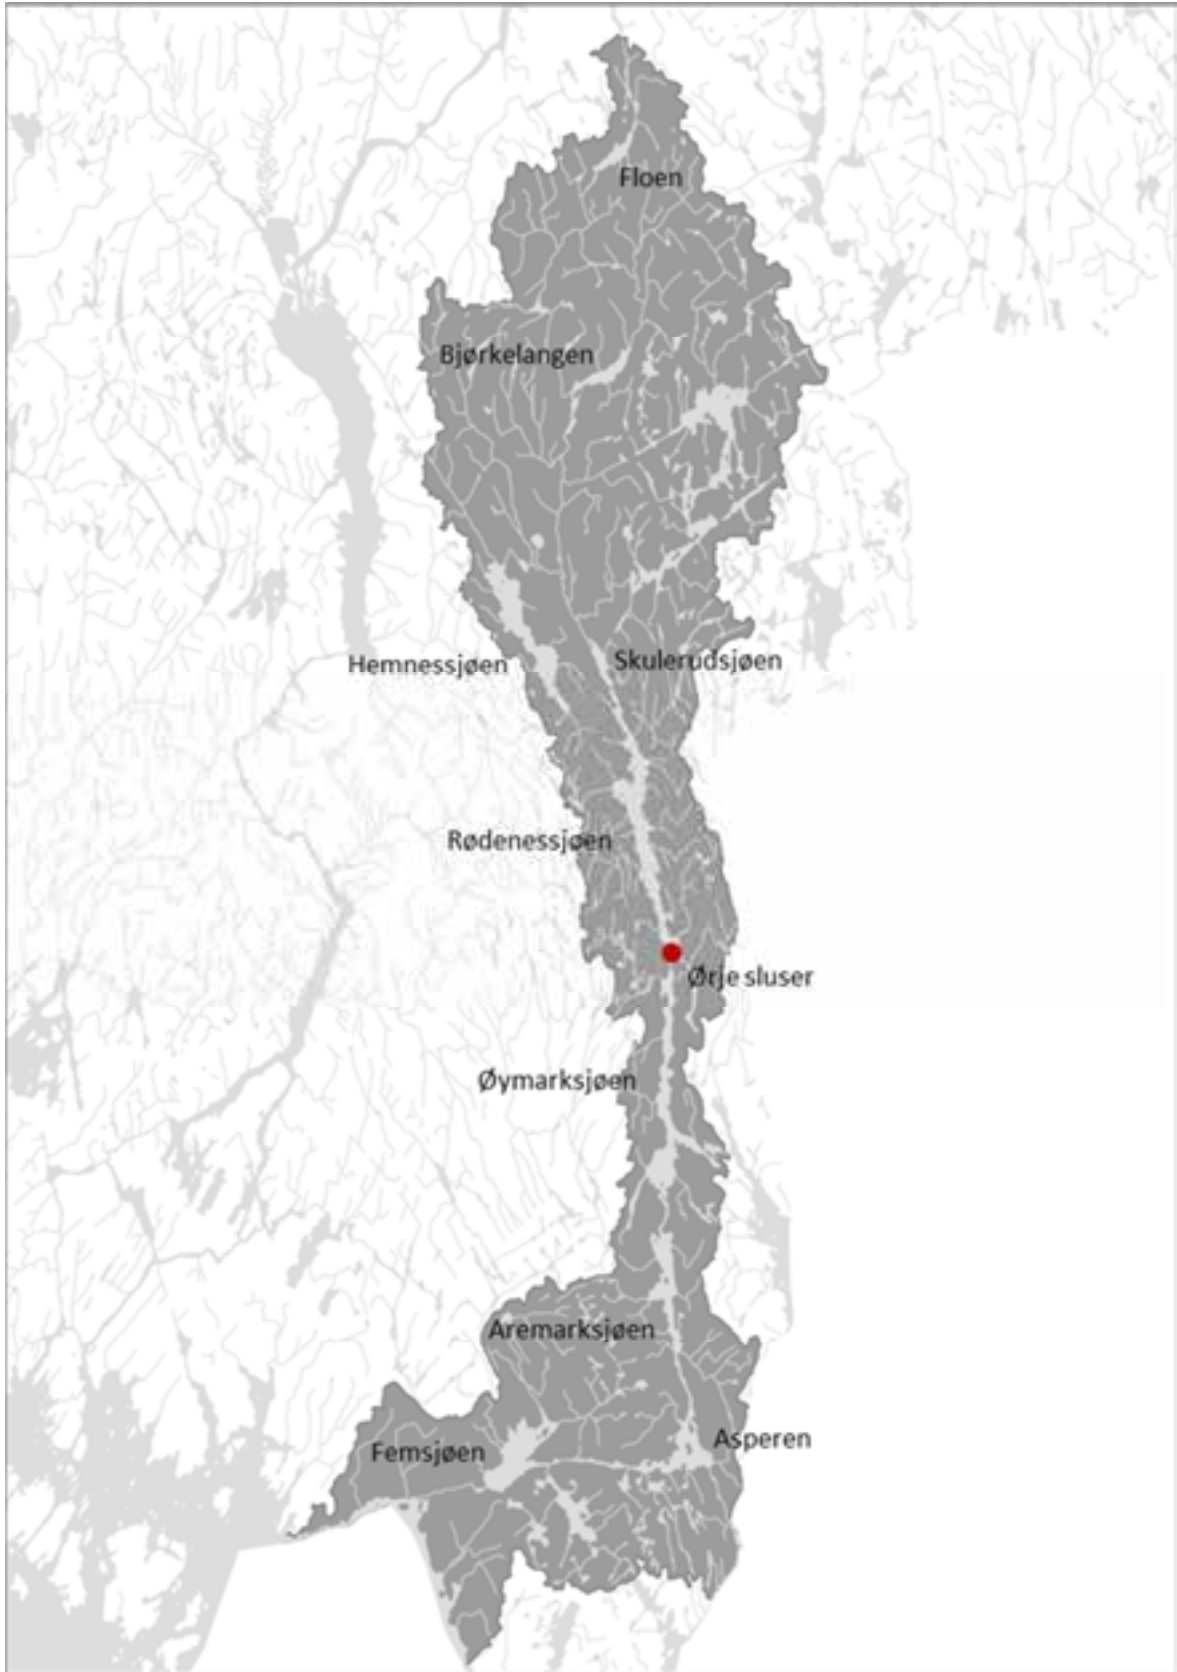 Floen
Bjørkelangen
Hemnessjøen
Skulerudsjøen
Rødenessjøen
Ørje sluser
Øymarksjøen
Aremarksjøen
Asperen
Femsjøen